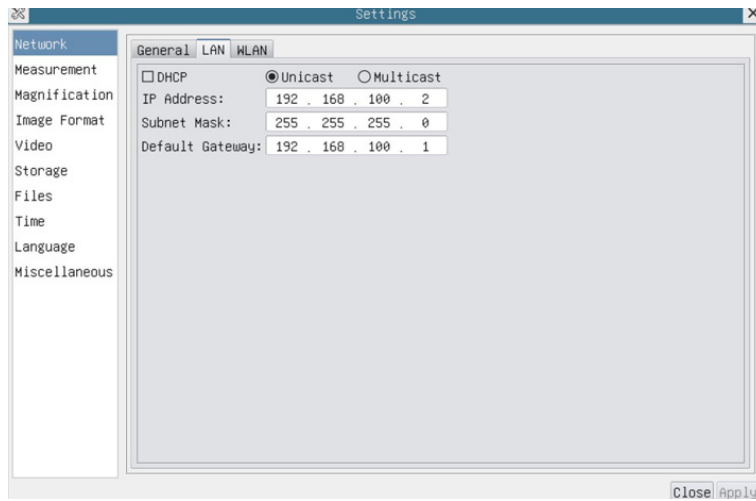 Settings
Network
Measurement
Magnification
Image Format
Video
Storage
Files
Time
Language
Miscellaneous
General LAN WLAN
DHCP Unicast Multicast
IP Address: 192 . 168 . 100 . 2
Subnet Mask: 255 . 255 . 255 . 0
Default Gateway: 192 . 168 . 100 . 1
Close Apply